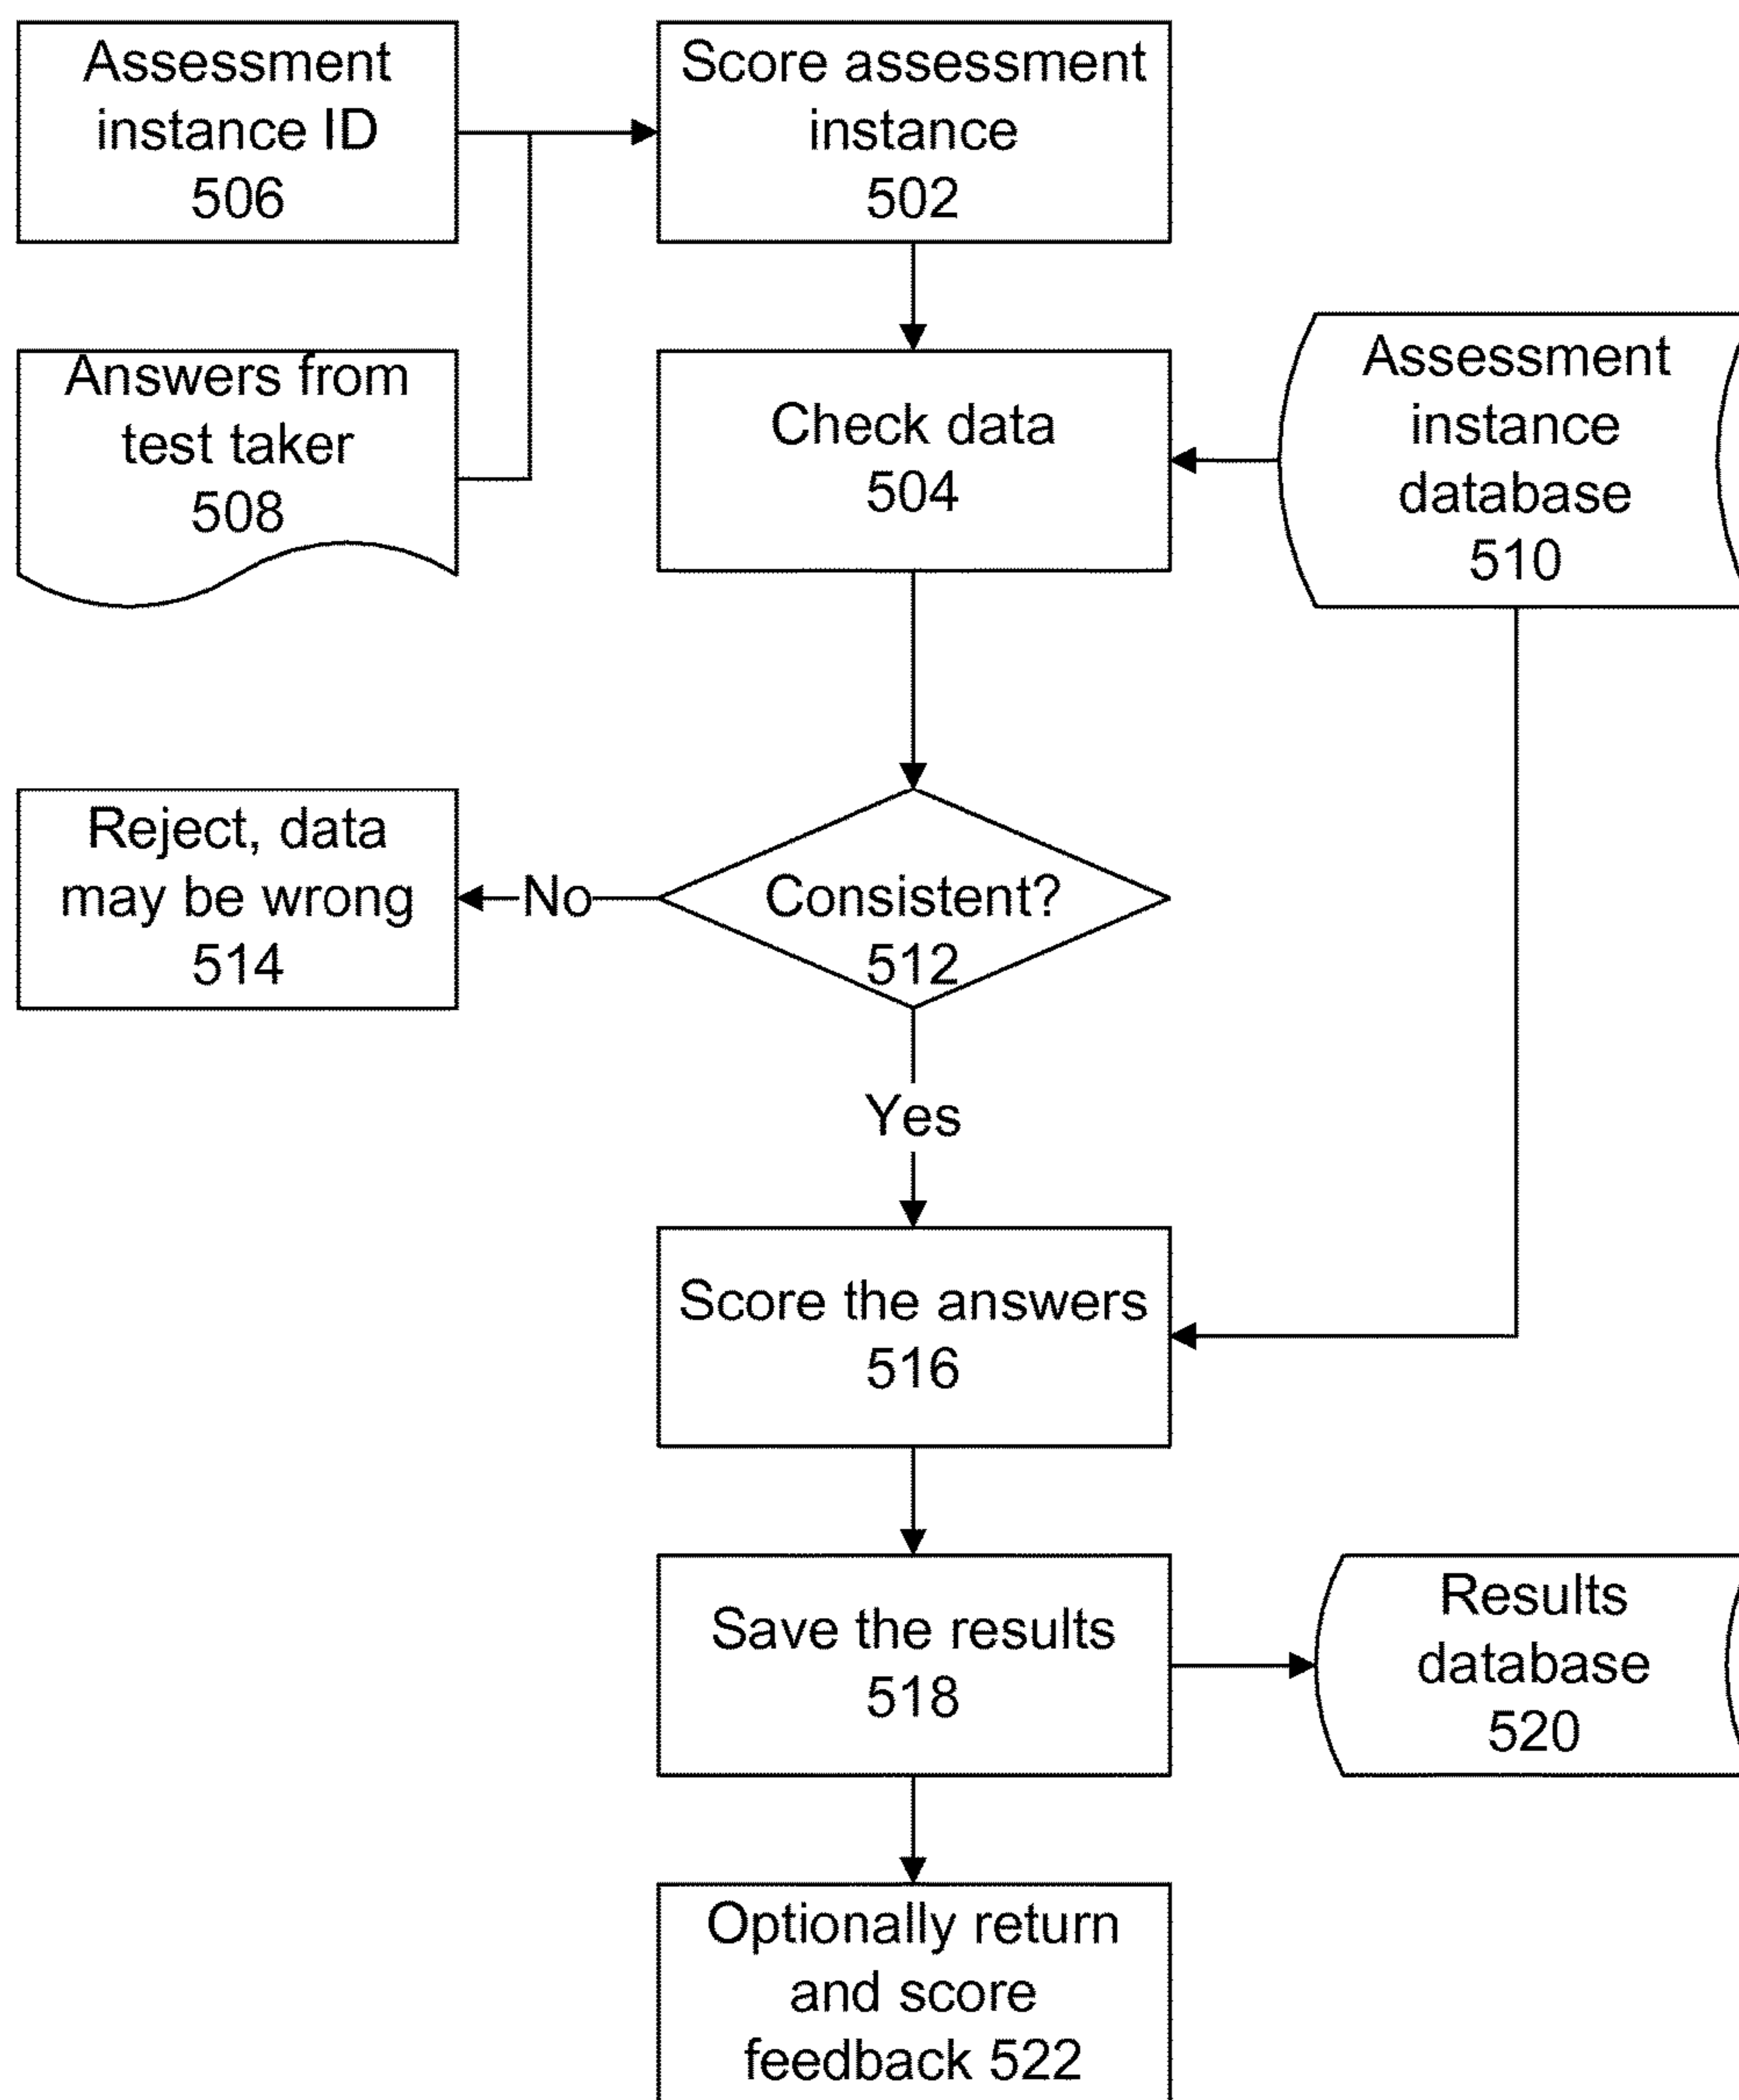 Assessment
instance ID
506
Score assessment
instance
502
Answers from
test taker
508
Check data
504
Assessment
instance
database
510
Reject, data
may be wrong
514
No
Consistent?
512
Yes
Score the answers
516
Save the results
518
Results
database
520
Optionally return
and score
feedback 522